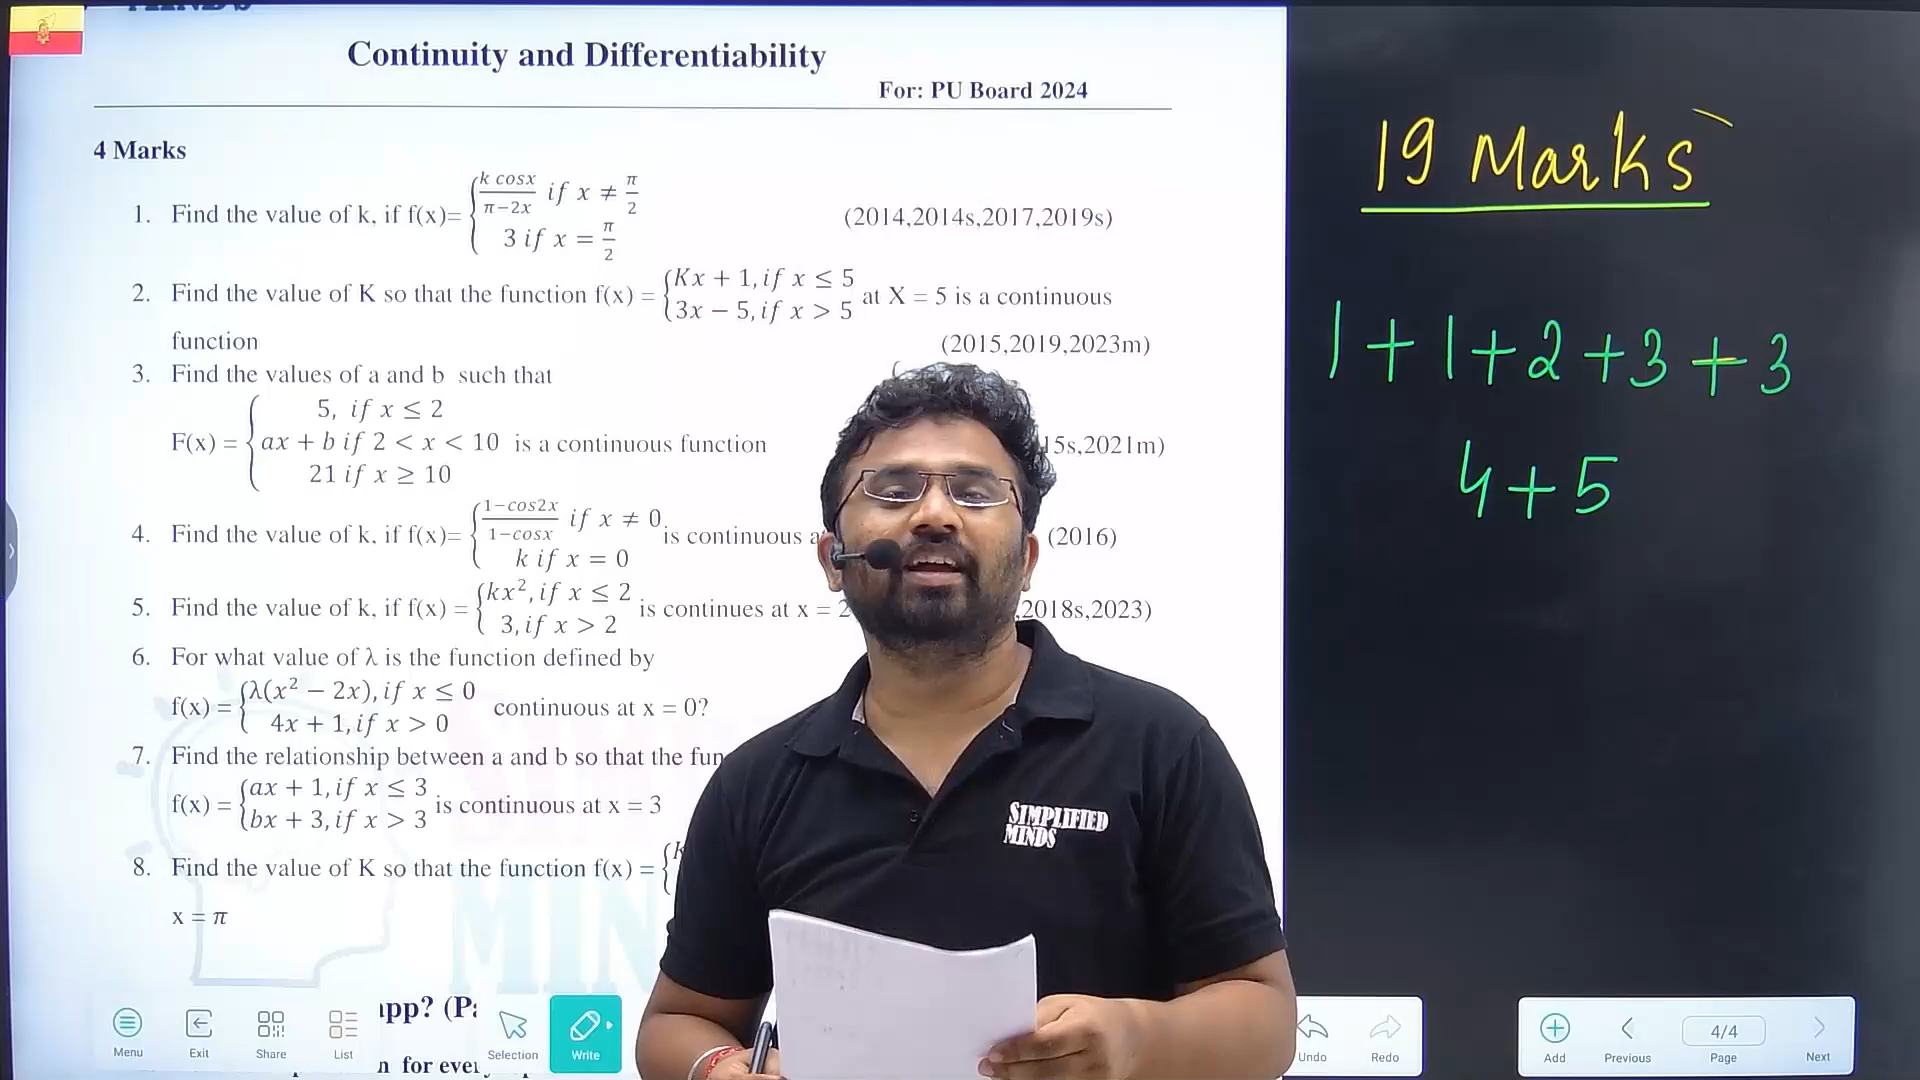 Continuity and Differentiability
For: PU Board 2024
4 Marks
1. Find the value of k, if f(x)= { k cosx / π−2x if x ≠ π/2
3 if x = π/2
(2014,2014s,2017,2019s)
2. Find the value of K so that the function f(x) = { Kx + 1, if x ≤ 5
3x − 5, if x > 5 at X = 5 is a continuous
function (2015,2019,2023m)
3. Find the values of a and b such that
F(x) = { 5, if x ≤ 2
ax + b if 2 < x < 10 is a continuous function 15s,2021m)
21 if x ≥ 10
4. Find the value of k, if f(x)= { 1−cos2x / 1−cosx if x ≠ 0 .is continuous (2016)
k if x = 0
5. Find the value of k, if f(x) = { kx², if x ≤ 2
3, if x > 2 is continues at x = 2 ,2018s,2023)
6. For what value of λ is the function defined by
f(x) = { λ(x² − 2x), if x ≤ 0
4x + 1, if x > 0 continuous at x = 0?
7. Find the relationship between a and b so that the fun
f(x) = { ax + 1, if x ≤ 3
bx + 3, if x > 3 is continuous at x = 3
8. Find the value of K so that the function f(x) = {
x = π
19 Marks
1 + 1 + 2 + 3 + 3
4 + 5
SIMPLIFIED
MINDS
MIN
app? (Pa
n for every
Menu
Exit
Share
List
Selection
Write
Undo
Redo
Add
Previous
4/4
Page
Next